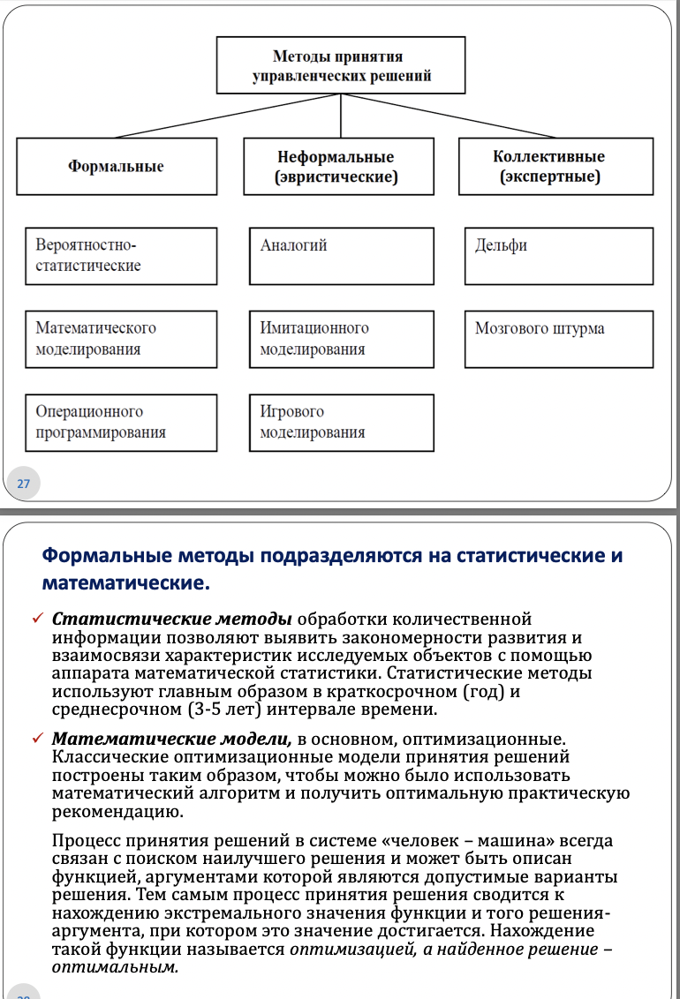 Методы принятия
управленческих решений
Формальные
Неформальные
(эвристические)
Коллективные
(экспертные)
Вероятностно-
статистические
Аналогий
Дельфи
Математического
моделирования
Имитационного
моделирования
Мозгового штурма
Операционного
программирования
Игрового
моделирования
27
Формальные методы подразделяются на статистические и
математические.
✓ Статистические методы обработки количественной
информации позволяют выявить закономерности развития и
взаимосвязи характеристик исследуемых объектов с помощью
аппарата математической статистики. Статистические методы
используют главным образом в краткосрочном (год) и
среднесрочном (3-5 лет) интервале времени.
✓ Математические модели, в основном, оптимизационные.
Классические оптимизационные модели принятия решений
построены таким образом, чтобы можно было использовать
математический алгоритм и получить оптимальную практическую
рекомендацию.
Процесс принятия решений в системе «человек – машина» всегда
связан с поиском наилучшего решения и может быть описан
функцией, аргументами которой являются допустимые варианты
решения. Тем самым процесс принятия решения сводится к
нахождению экстремального значения функции и того решения-
аргумента, при котором это значение достигается. Нахождение
такой функции называется оптимизацией, а найденное решение –
оптимальным.